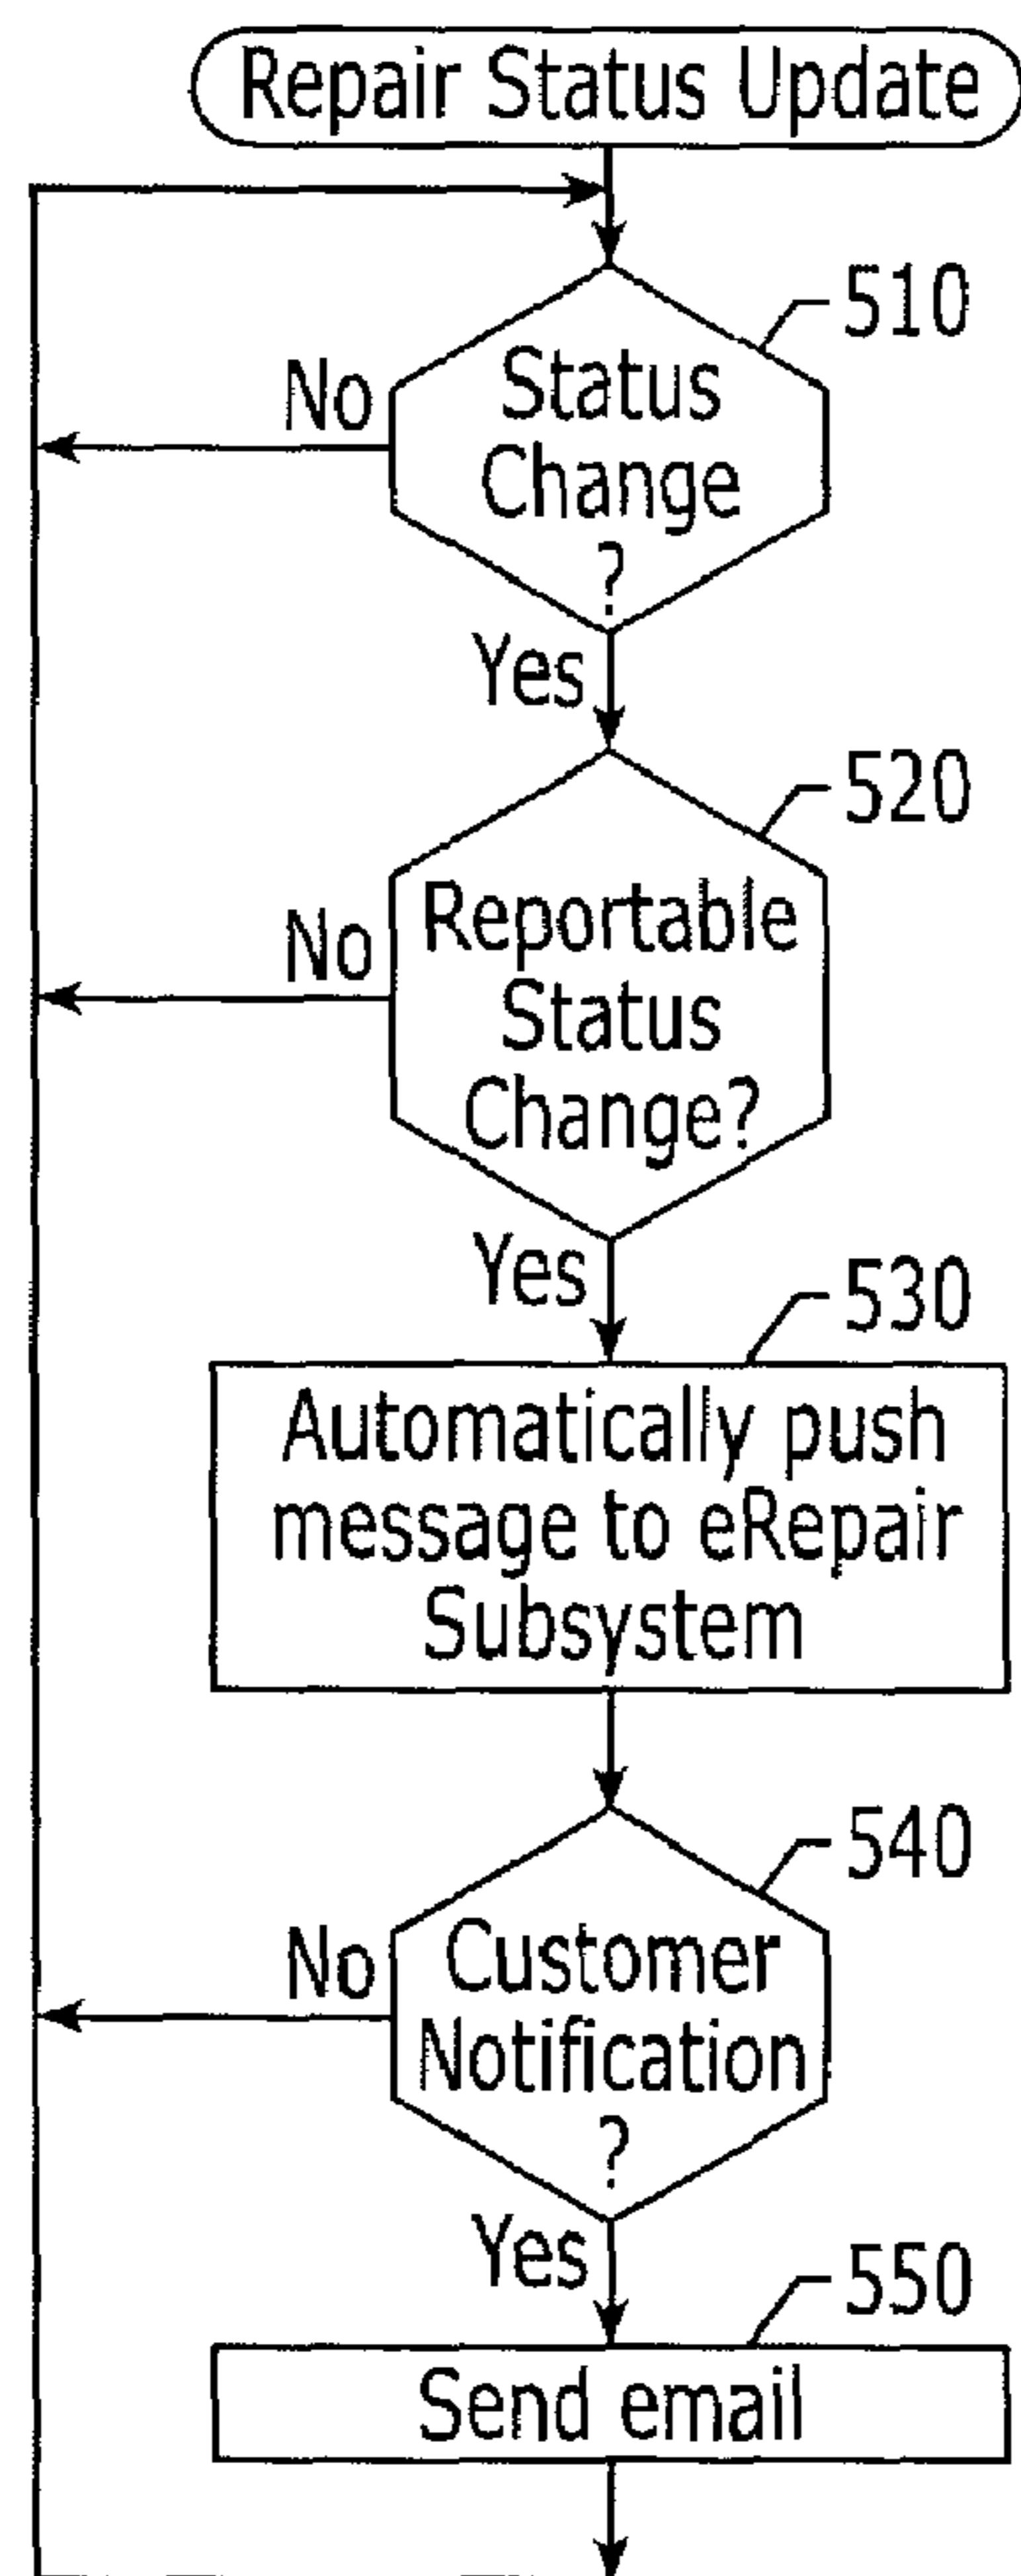 Repair Status Update
510
Status
Change
?
No
Yes
520
Reportable
Status
Change?
No
Yes
530
Automatically push
message to eRepair
Subsystem
540
Customer
Notification
?
No
Yes
550
Send email